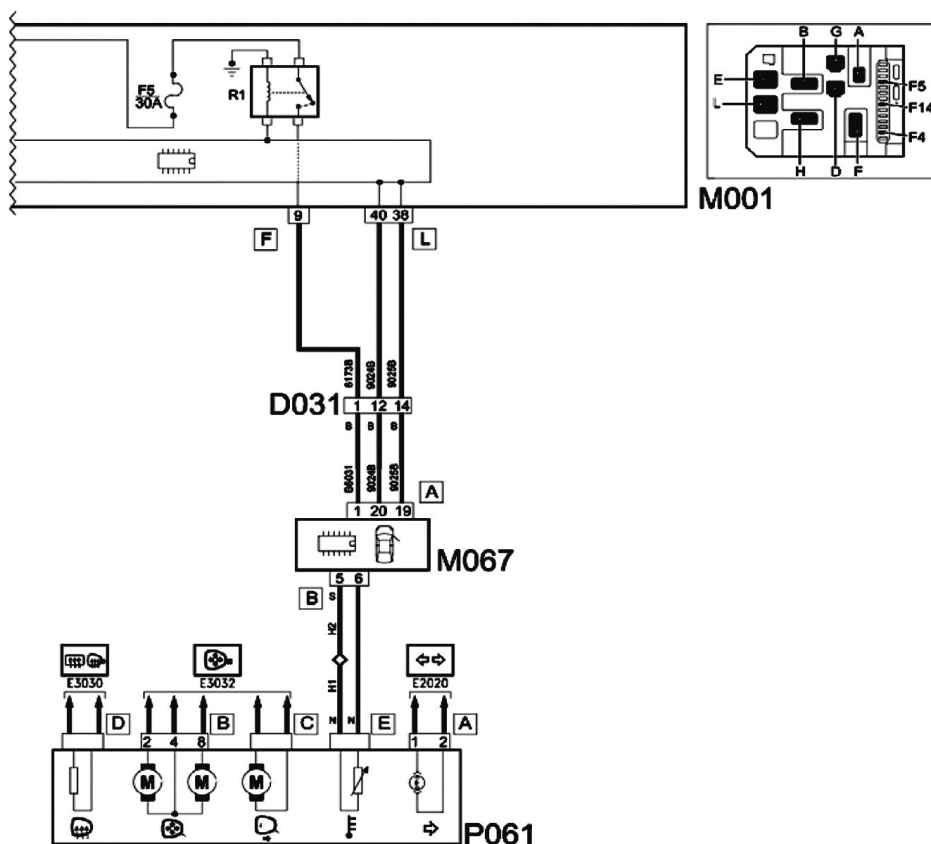 F5
30A
R1
B G A
E
L
F5
F14
F4
H D F
M001
9 40 38
F L
6173B 9024B 9025B
D031 1 12 14
B B B
B6031 9024B 9025B
A
1 20 19
M067
5 6
B
S
H2
H1
N N
E3030 E3032 E2020
D B C E A
2 4 8 1 2
M M M
P061